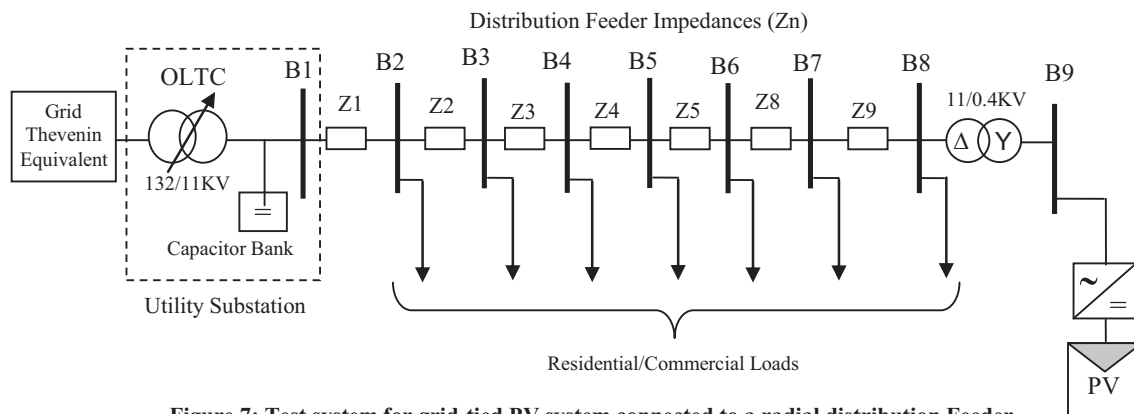 Distribution Feeder Impedances (Zn)
Grid
Thevenin
Equivalent
OLTC
132/11KV
=
Capacitor Bank
Utility Substation
B1
Z1
B2
Z2
B3
Z3
B4
Z4
B5
Z5
B6
Z8
B7
Z9
B8
11/0.4KV
Δ
Y
B9
Residential/Commercial Loads
~
=
PV
Figure 7: Test system for grid-tied PV system connected to a radial distribution Feeder